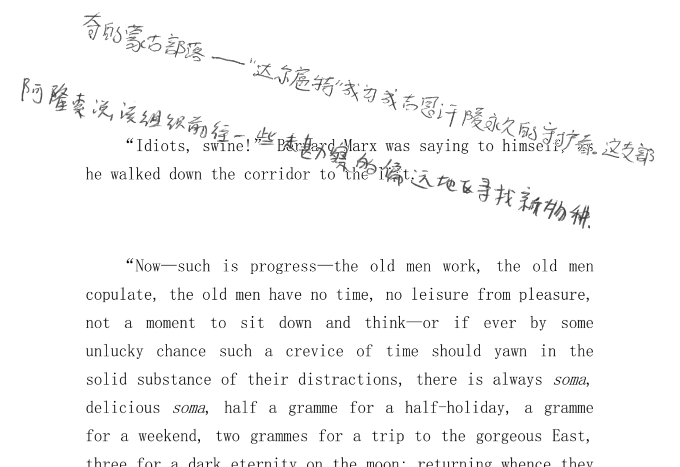 奇的蒙古部落——“达尔扈特”成为成吉思汗陵永久的守护者。这支部
阿隆索说,该组织前往一些未勘察的偏远地区寻找新物种.
“Idiots, swine!” Bernard Marx was saying to himself, as
he walked down the corridor to the lift.
“Now—such is progress—the old men work, the old men
copulate, the old men have no time, no leisure from pleasure,
not a moment to sit down and think—or if ever by some
unlucky chance such a crevice of time should yawn in the
solid substance of their distractions, there is always soma,
delicious soma, half a gramme for a half-holiday, a gramme
for a weekend, two grammes for a trip to the gorgeous East,
three for a dark eternity on the moon; returning whence they